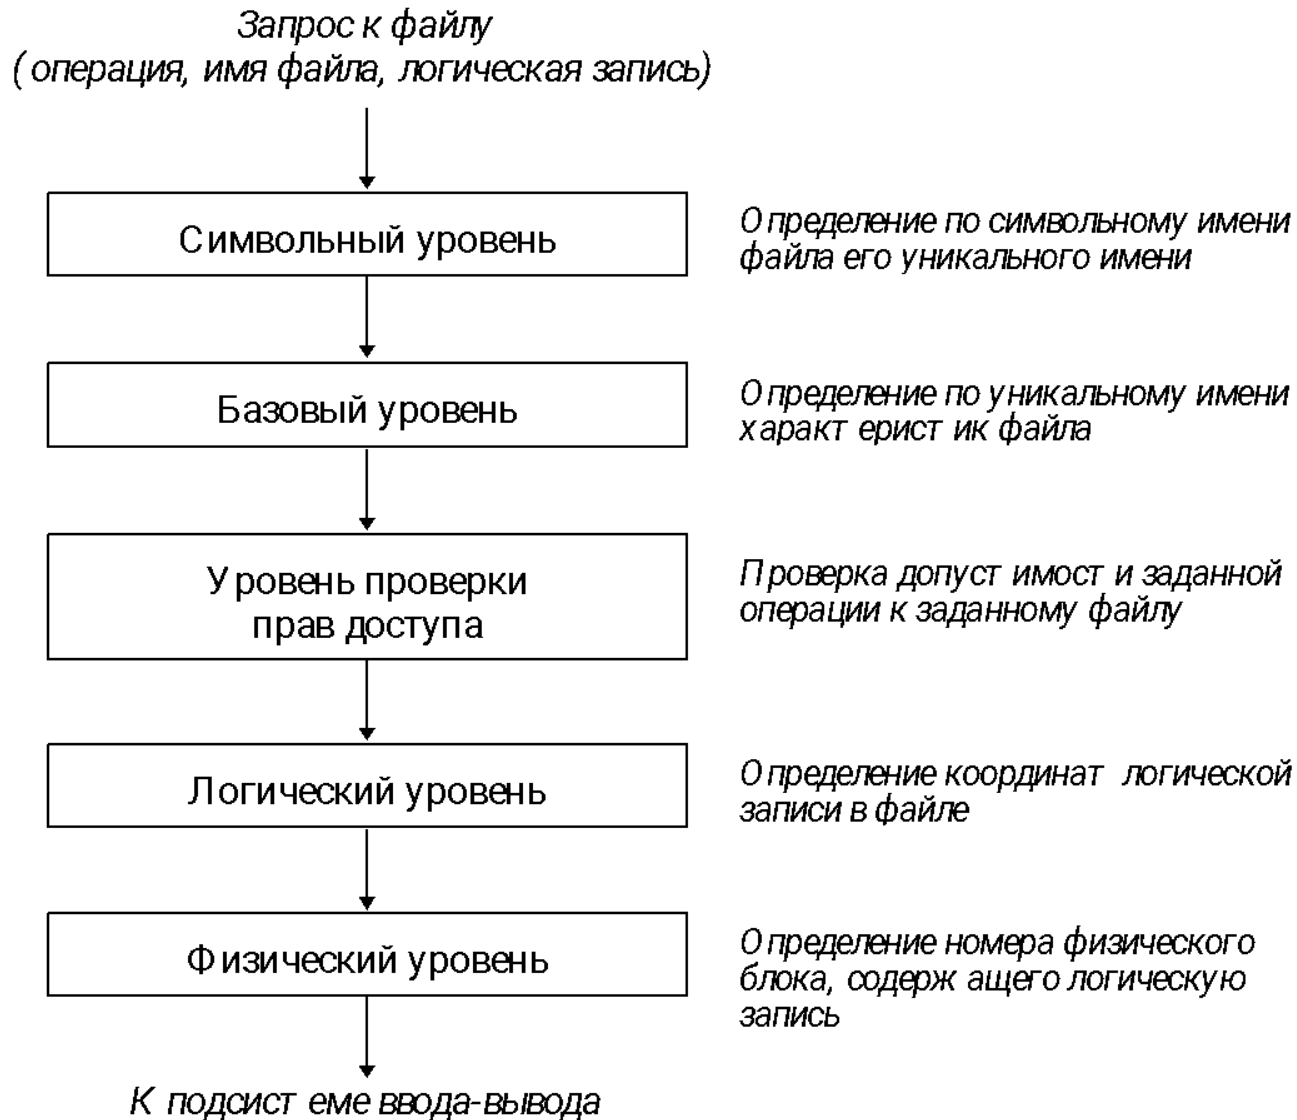 Запрос к файлу
(операция, имя файла, логическая запись)
Символьный уровень
Определение по символьному имени
файла его уникального имени
Базовый уровень
Определение по уникальному имени
характеристик файла
Уровень проверки
прав доступа
Проверка допустимости заданной
операции к заданному файлу
Логический уровень
Определение координат логической
записи в файле
Физический уровень
Определение номера физического
блока, содержащего логическую
запись
К подсистеме ввода-вывода